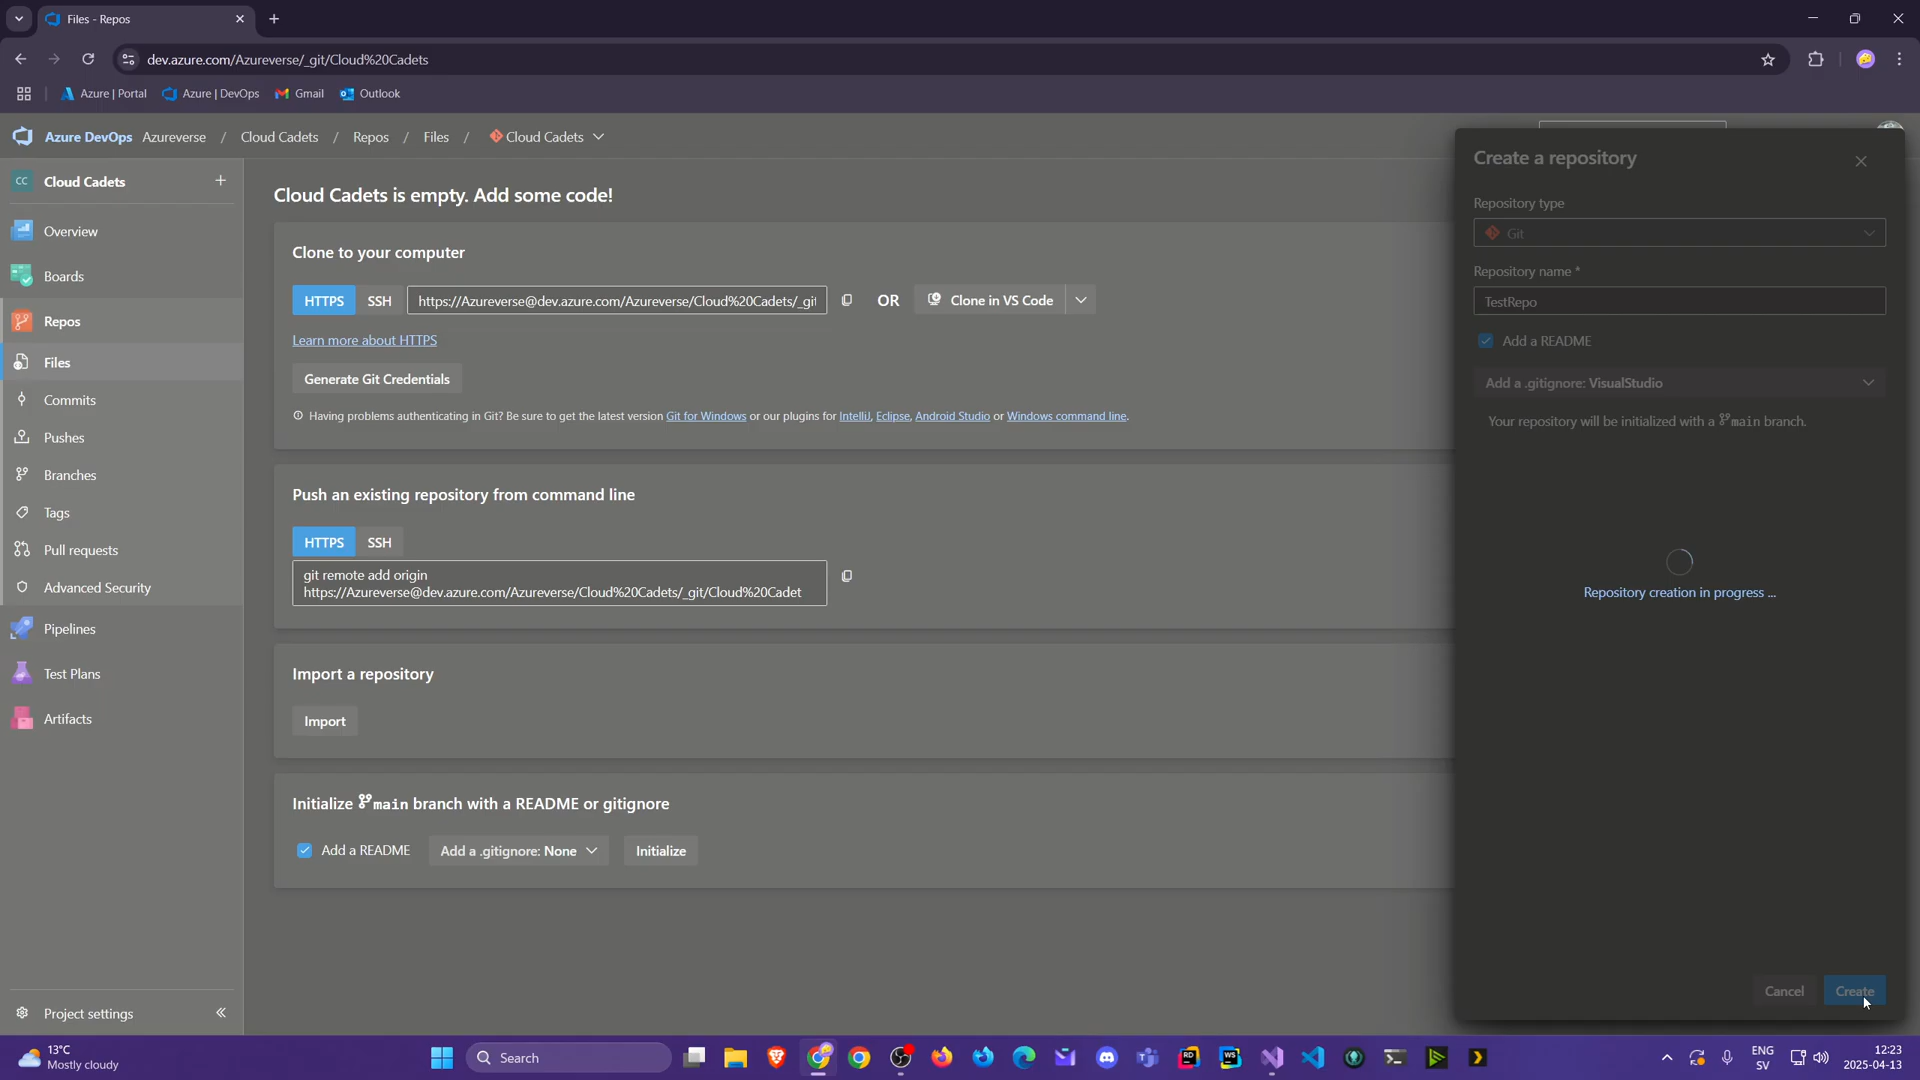 Files - Repos
dev.azure.com/Azureverse/_git/Cloud%20Cadets
Azure | Portal
Azure | DevOps
Gmail
Outlook
Azure DevOps Azureverse / Cloud Cadets / Repos / Files / Cloud Cadets
CC Cloud Cadets
Overview
Boards
Repos
Files
Commits
Pushes
Branches
Tags
Pull requests
Advanced Security
Pipelines
Test Plans
Artifacts
Project settings
Cloud Cadets is empty. Add some code!
Clone to your computer
HTTPS SSH https://Azureverse@dev.azure.com/Azureverse/Cloud%20Cadets/_git OR Clone in VS Code
Learn more about HTTPS
Generate Git Credentials
Having problems authenticating in Git? Be sure to get the latest version Git for Windows or our plugins for IntelliJ, Eclipse, Android Studio or Windows command line.
Push an existing repository from command line
HTTPS SSH
git remote add origin
https://Azureverse@dev.azure.com/Azureverse/Cloud%20Cadets/_git/Cloud%20Cadet
Import a repository
Import
Initialize main branch with a README or gitignore
Add a README Add a .gitignore: None Initialize
Create a repository
Repository type
Git
Repository name *
TestRepo
Add a README
Add a .gitignore: VisualStudio
Your repository will be initialized with a main branch.
Repository creation in progress ...
Cancel Create
13°C
Mostly cloudy
Search
RD
WS
ENG
SV
12:23
2025-04-13